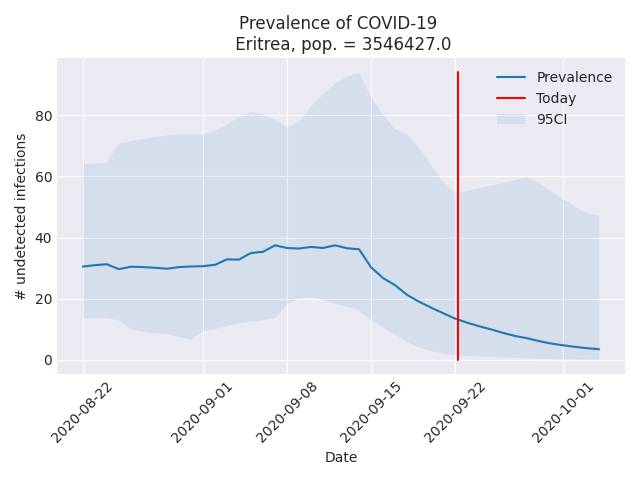 Prevalence of COVID-19
Eritrea, pop. = 3546427.0
Prevalence
Today
95CI
# undetected infections
80
60
40
20
0
2020-08-22
2020-09-01
2020-09-08
2020-09-15
2020-09-22
2020-10-01
Date